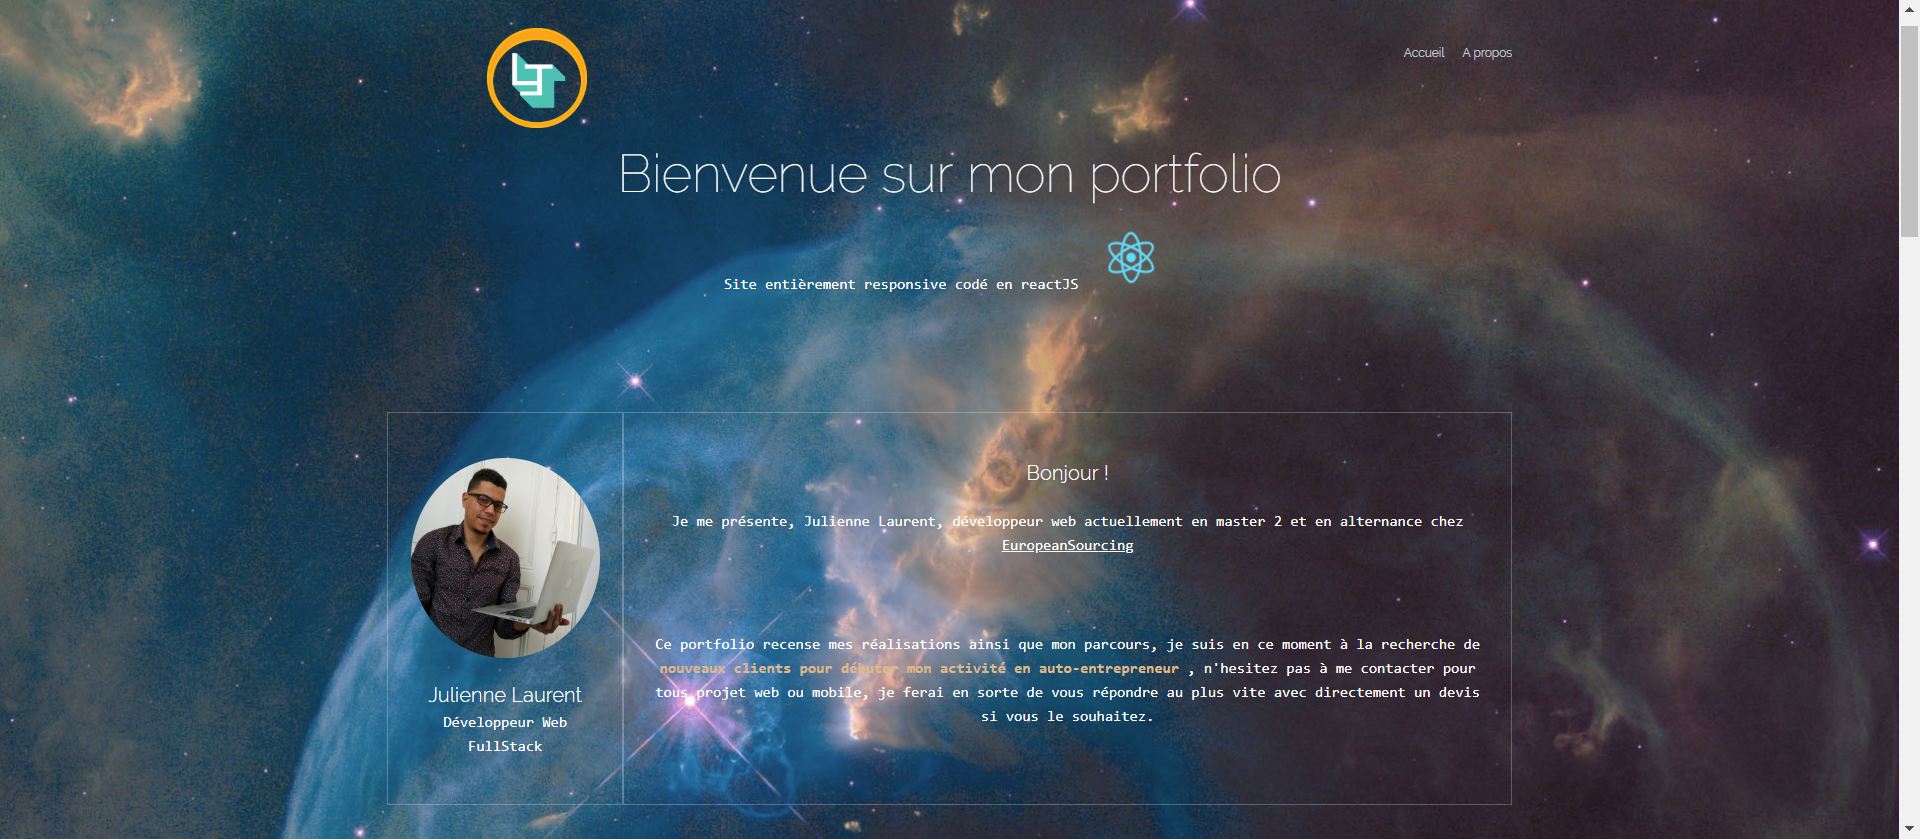 Accueil A propos
Bienvenue sur mon portfolio
Site entièrement responsive codé en reactJS
Julienne Laurent
Développeur Web
FullStack
Bonjour !
Je me présente, Julienne Laurent, développeur web actuellement en master 2 et en alternance chez
EuropeanSourcing
Ce portfolio recense mes réalisations ainsi que mon parcours, je suis en ce moment à la recherche de
nouveaux clients pour débuter mon activité en auto-entrepreneur , n'hesitez pas à me contacter pour
tous projet web ou mobile, je ferai en sorte de vous répondre au plus vite avec directement un devis
si vous le souhaitez.